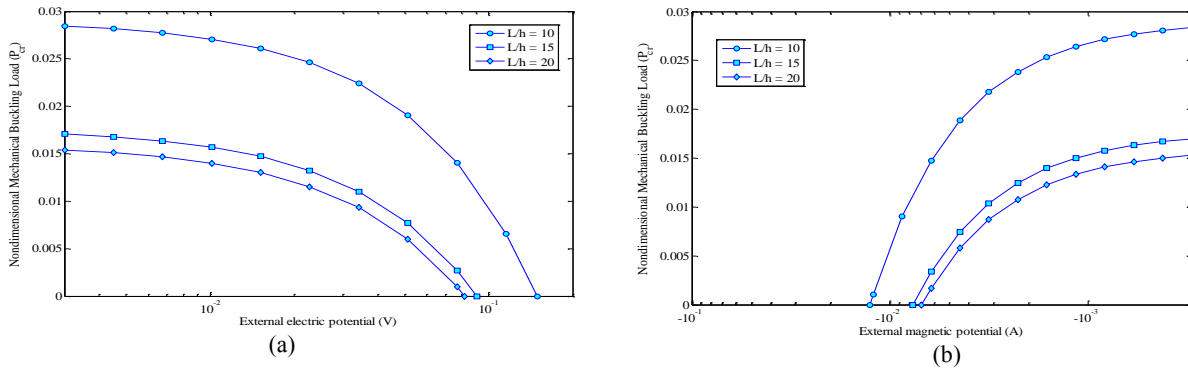 0.03
0.025
0.02
0.015
0.01
0.005
0
Nondimensional Mechanical Buckling Load (Pcr)
L/h = 10
L/h = 15
L/h = 20
10-2
10-1
External electric potential (V)
(a)
0.03
0.025
0.02
0.015
0.01
0.005
0
Nondimensional Mechanical Buckling Load (Pcr)
L/h = 10
L/h = 15
L/h = 20
-10-1
-10-2
-10-3
External magnetic potential (A)
(b)